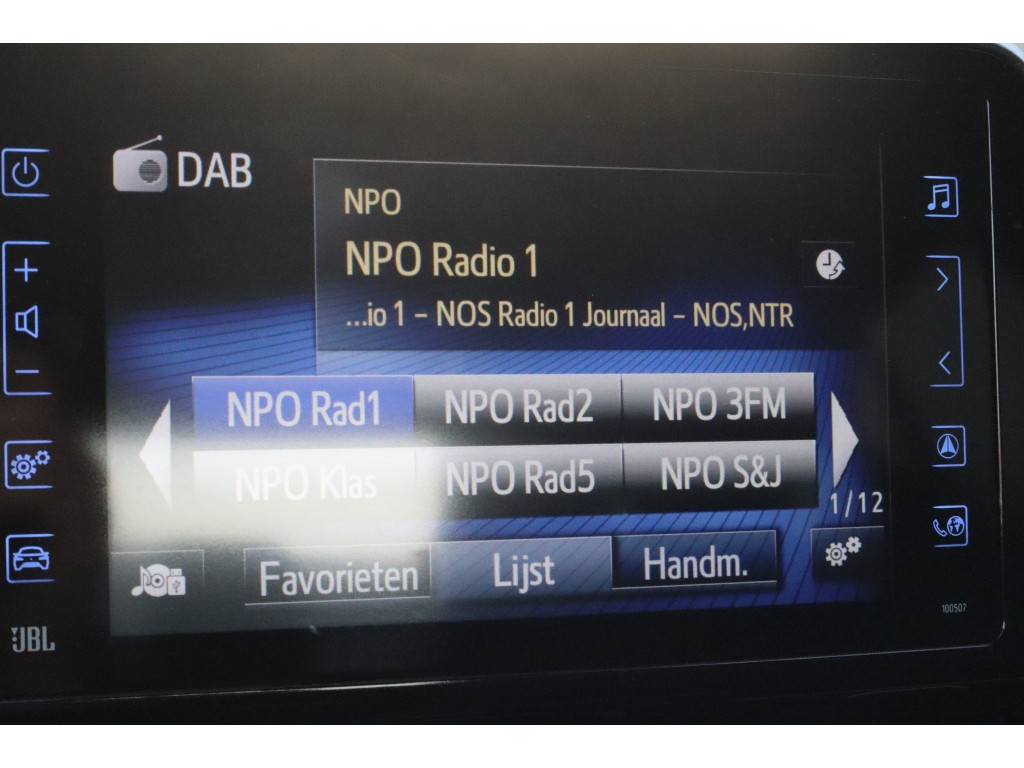 DAB
NPO
NPO Radio 1
...io 1 – NOS Radio 1 Journaal – NOS,NTR
NPO Rad1 NPO Rad2 NPO 3FM
NPO Klas NPO Rad5 NPO S&J
1/12
Favorieten Lijst Handm.
100507
JBL